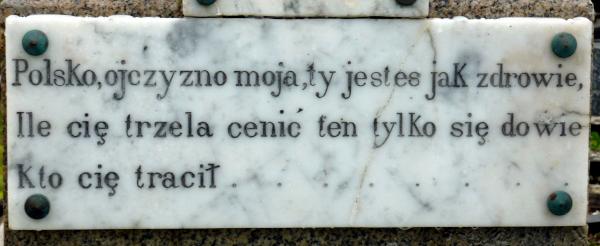 Polsko, ojczyzno moja, ty jestes jak zdrowie,
Ile cię trzela cenić ten tylko się dowie
Kto cię tracił . . . . . . . .